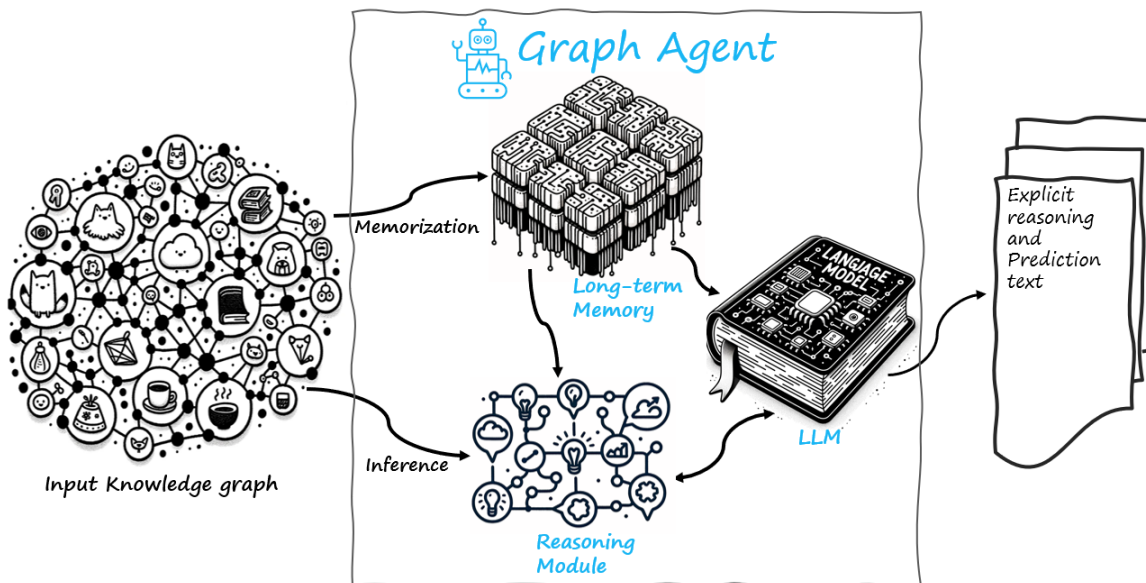 Graph Agent
Memorization
Long-term
Memory
LANGUAGE
MODEL
Explicit
reasoning
and
Prediction
text
LLM
Inference
Input Knowledge graph
Reasoning
Module